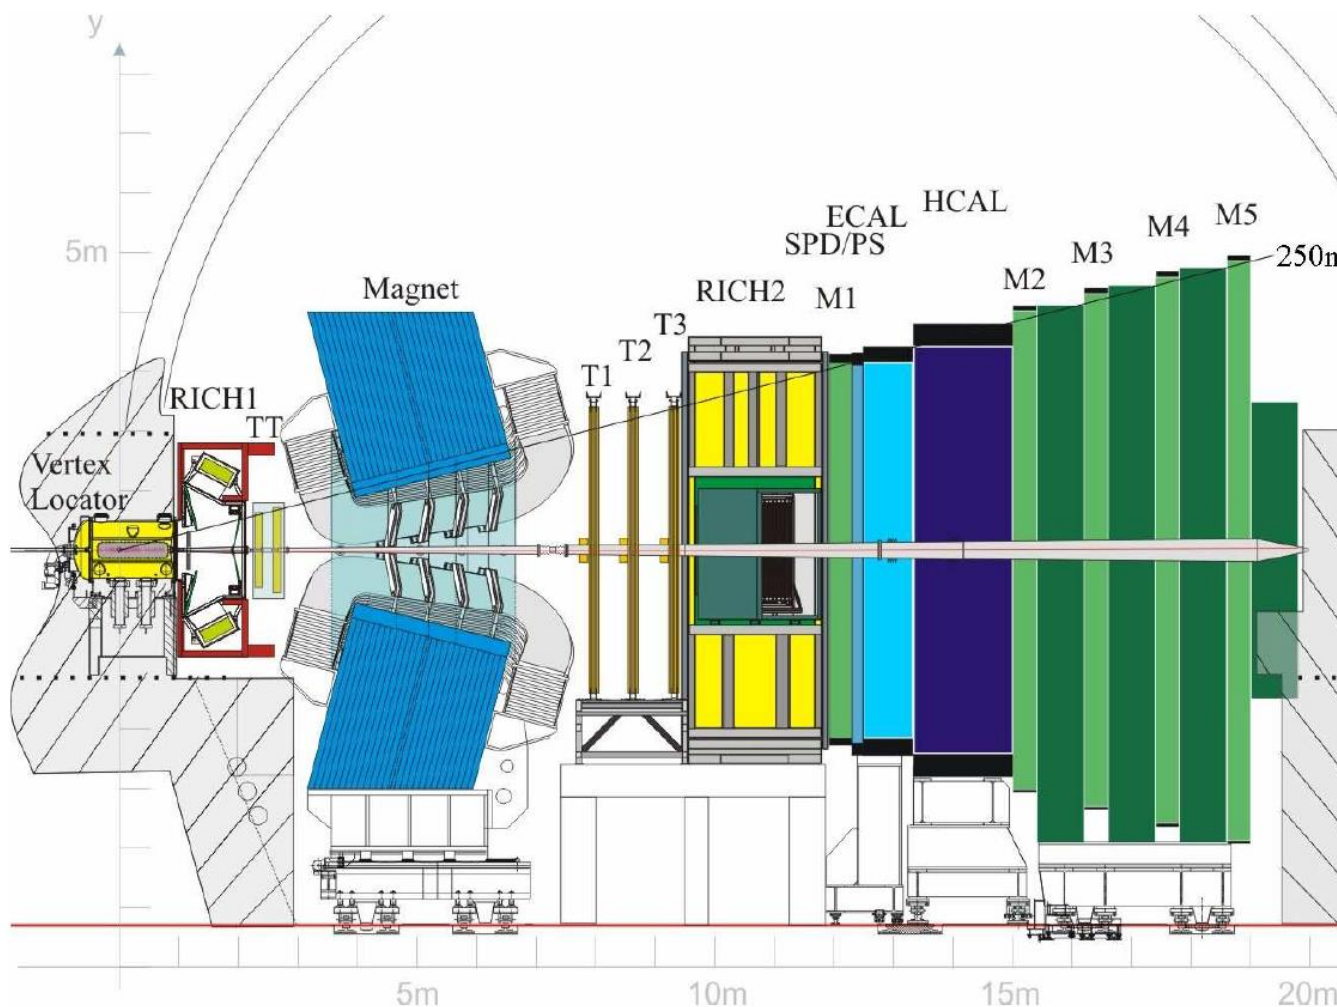 y
5m
Magnet
RICH1
TT
Vertex
Locator
T1
T2
T3
RICH2
M1
SPD/PS
ECAL
HCAL
M2
M3
M4
M5
5m
10m
15m
20m